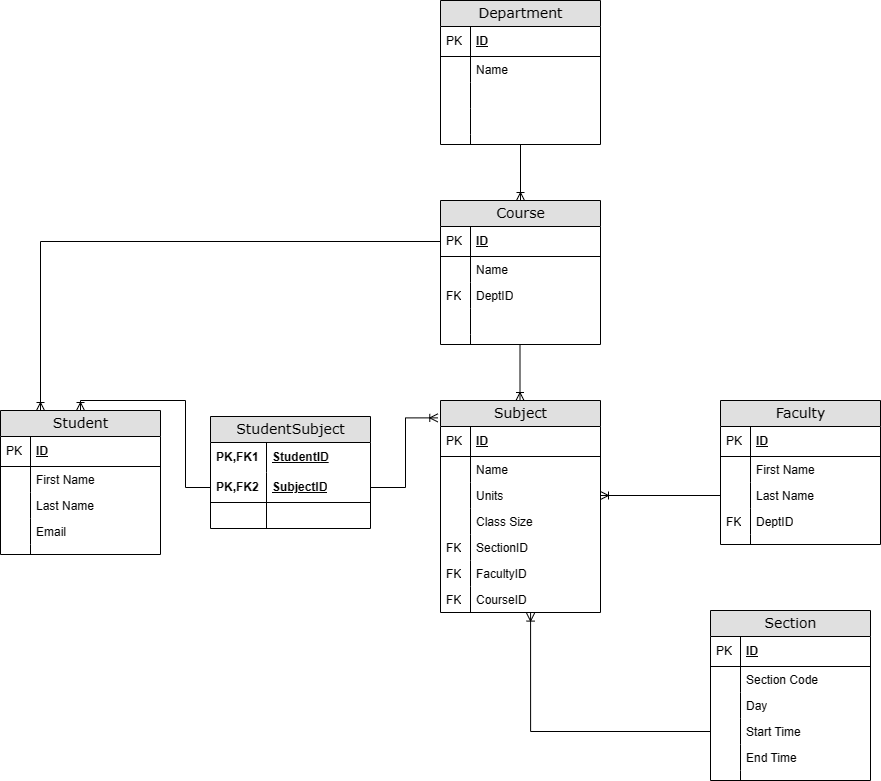 Department
PK ID
Name
Course
PK ID
Name
FK DeptID
Student
PK ID
First Name
Last Name
Email
StudentSubject
PK,FK1 StudentID
PK,FK2 SubjectID
Subject
PK ID
Name
Units
Class Size
FK SectionID
FK FacultyID
FK CourseID
Faculty
PK ID
First Name
Last Name
FK DeptID
Section
PK ID
Section Code
Day
Start Time
End Time